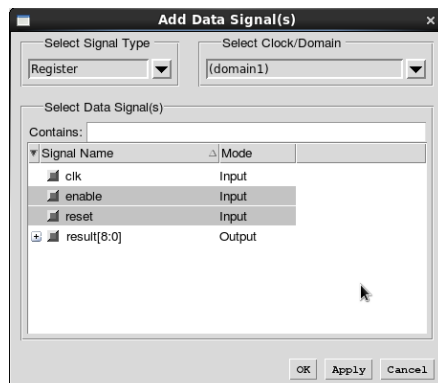 Add Data Signal(s)
Select Signal Type
Select Clock/Domain
Register
(domain1)
Select Data Signal(s)
Contains:
Signal Name Mode
clk Input
enable Input
reset Input
result[8:0] Output
OK Apply Cancel